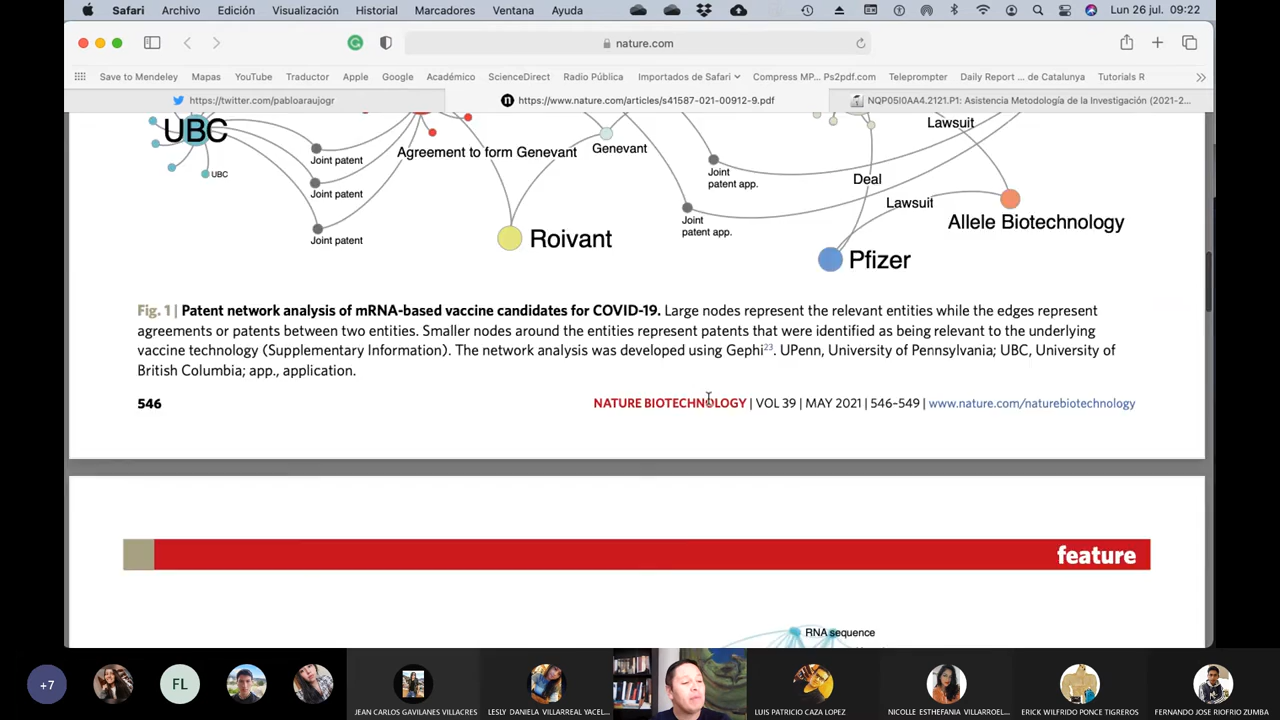 Safari Archivo Edición Visualización Historial Marcadores Ventana Ayuda Lun 26 jul. 09:22
nature.com
Save to Mendeley Mapas YouTube Traductor Apple Google Académico ScienceDirect Radio Pública Importados de Safari Compress MP... Ps2pdf.com Teleprompter Daily Report ... de Catalunya Tutorials R
https://twitter.com/pabloaraujogr https://www.nature.com/articles/s41587-021-00912-9.pdf NQP05I0AA4.2121.P1: Asistencia Metodología de la Investigación (2021-2...
UBC
UBC
Joint patent
Joint patent
Joint patent
Agreement to form Genevant
Genevant
Roivant
Joint
patent app.
Joint
patent app.
Lawsuit
Deal
Lawsuit
Allele Biotechnology
Pfizer
Fig. 1 | Patent network analysis of mRNA-based vaccine candidates for COVID-19. Large nodes represent the relevant entities while the edges represent
agreements or patents between two entities. Smaller nodes around the entities represent patents that were identified as being relevant to the underlying
vaccine technology (Supplementary Information). The network analysis was developed using Gephi23. UPenn, University of Pennsylvania; UBC, University of
British Columbia; app., application.
546
NATURE BIOTECHNOLOGY | VOL 39 | MAY 2021 | 546–549 | www.nature.com/naturebiotechnology
feature
RNA sequence
+7
FL
JEAN CARLOS GAVILANES VILLACRES
LESLY DANIELA VILLARREAL YACEL...
LUIS PATRICIO CAZA LOPEZ
NICOLLE ESTHEFANIA VILLARROEL...
ERICK WILFRIDO PONCE TIGREROS
FERNANDO JOSE RIOFRIO ZUMBA